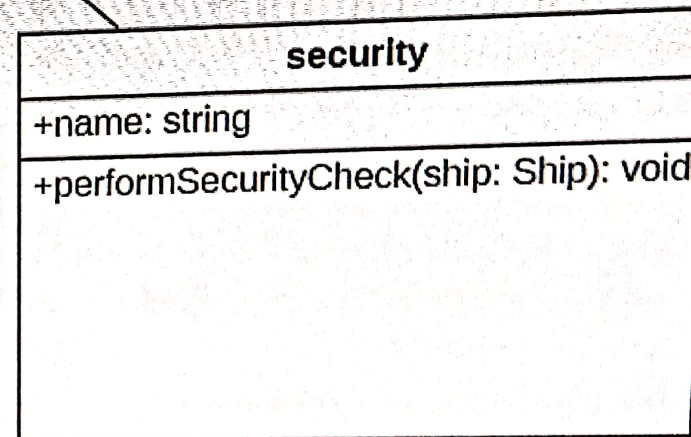 security
+name: string
+performSecurityCheck(ship: Ship): void